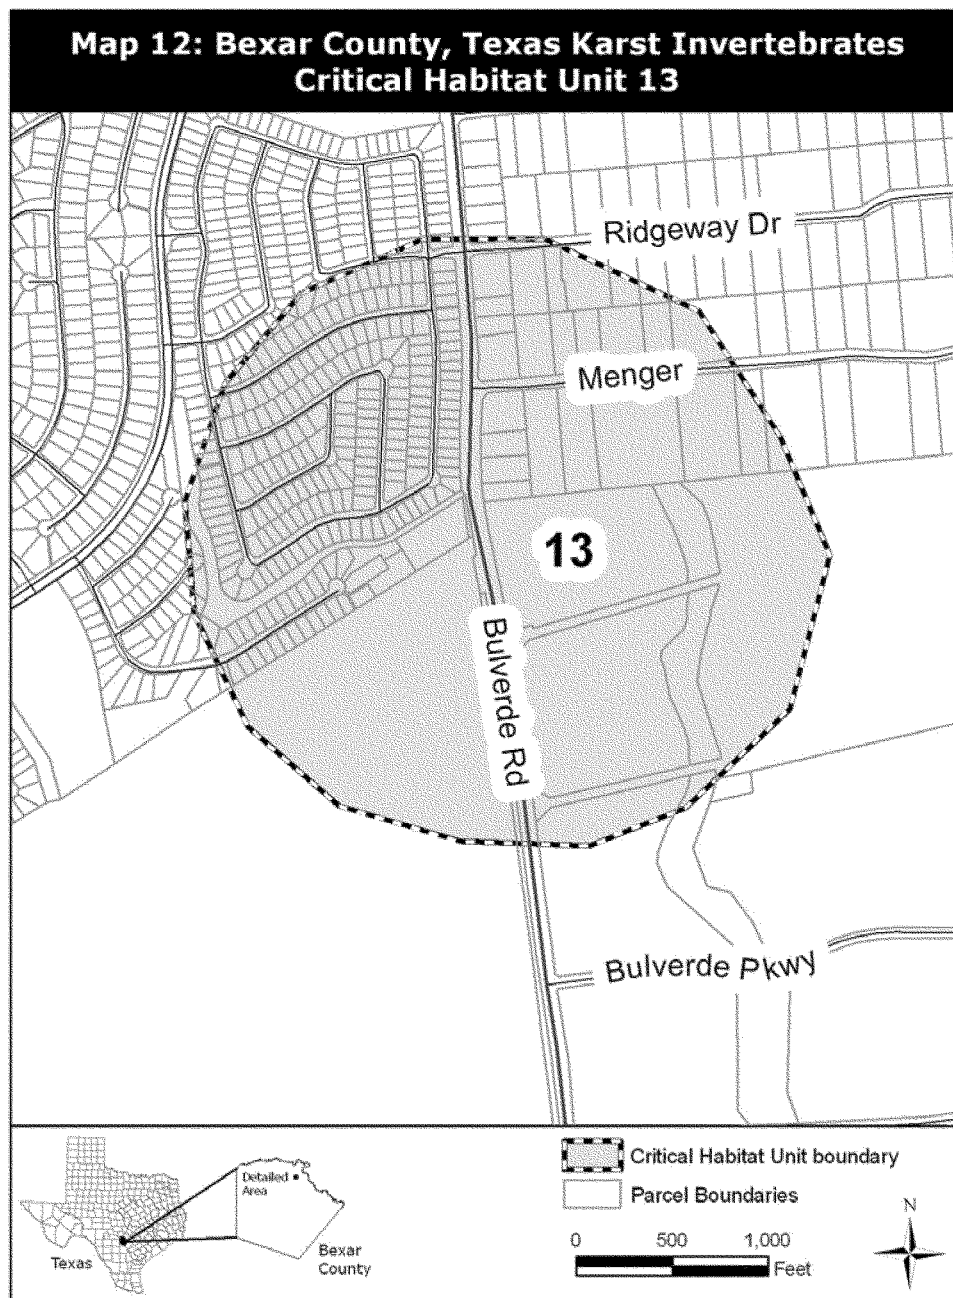 Map 12: Bexar County, Texas Karst Invertebrates
Critical Habitat Unit 13
Ridgeway Dr
Menger
13
Bulverde Rd
Bulverde Pkwy
Detailed
Area
Texas
Bexar
County
Critical Habitat Unit boundary
Parcel Boundaries
0 500 1,000
Feet
N